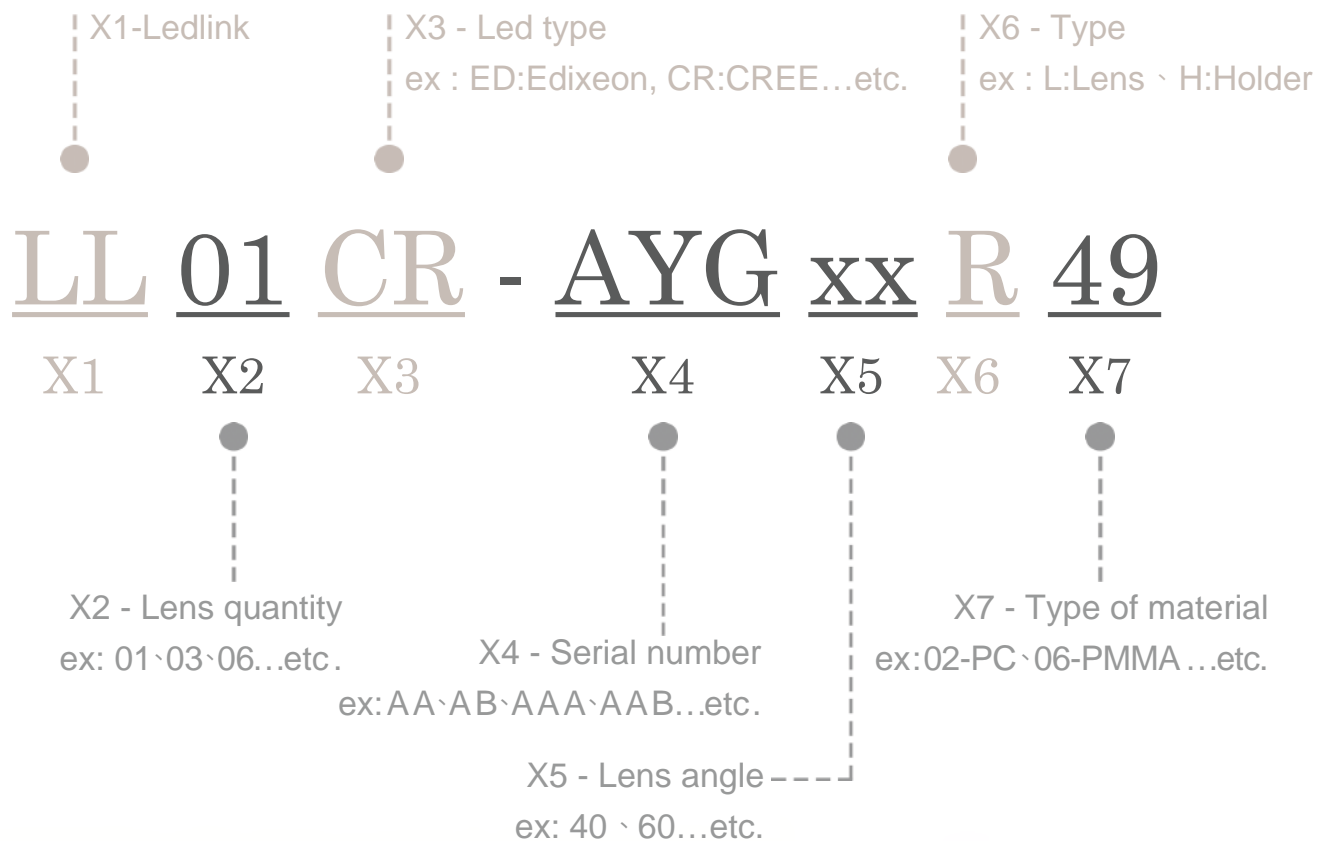 X1-Ledlink
X3 - Led type
ex : ED:Edixeon, CR:CREE...etc.
X6 - Type
ex : L:Lens、H:Holder
LL 01 CR - AYG xx R 49
X1 X2 X3 X4 X5 X6 X7
X2 - Lens quantity
ex: 01、03、06...etc.
X4 - Serial number
ex:AA、AB、AAA、AAB...etc.
X7 - Type of material
ex:02-PC、06-PMMA...etc.
X5 - Lens angle
ex: 40、60...etc.